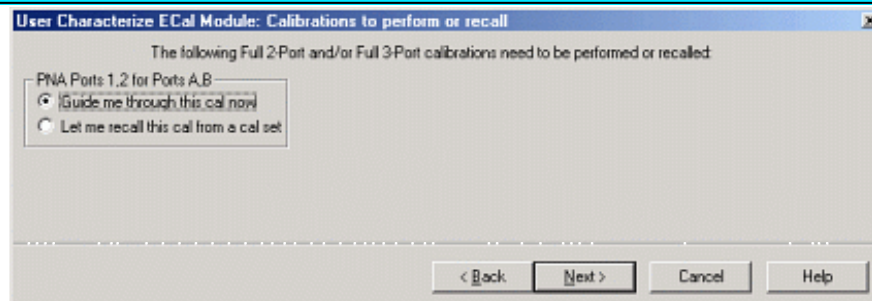 User Characterize ECal Module: Calibrations to perform or recall
The following Full 2-Port and/or Full 3-Port calibrations need to be performed or recalled:
PNA Ports 1,2 for Ports A,B
Guide me through this cal now
Let me recall this cal from a cal set
< Back
Next >
Cancel
Help